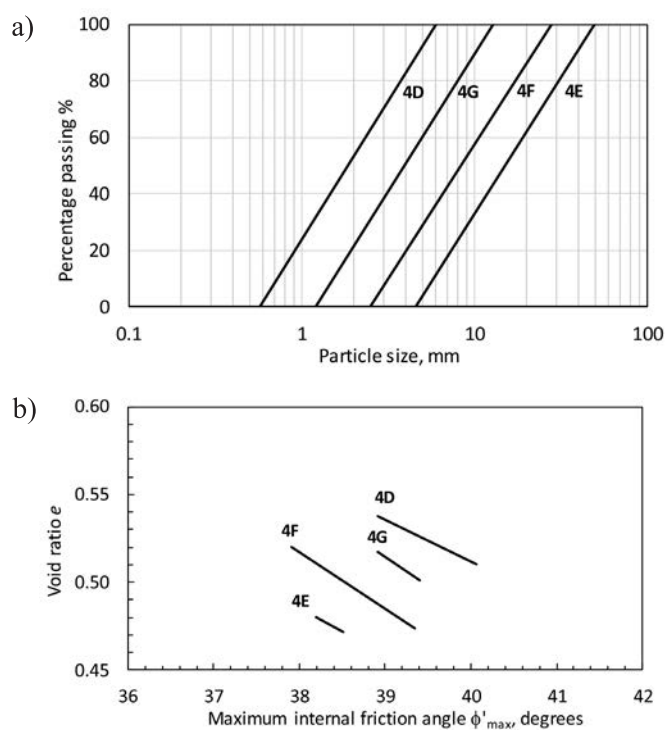 a)
100
80
60
40
20
0
Percentage passing %
4D
4G
4F
4E
0.1
1
10
100
Particle size, mm
b)
0.60
0.55
0.50
0.45
Void ratio e
4D
4F
4G
4E
36
37
38
39
40
41
42
Maximum internal friction angle ϕ'max, degrees